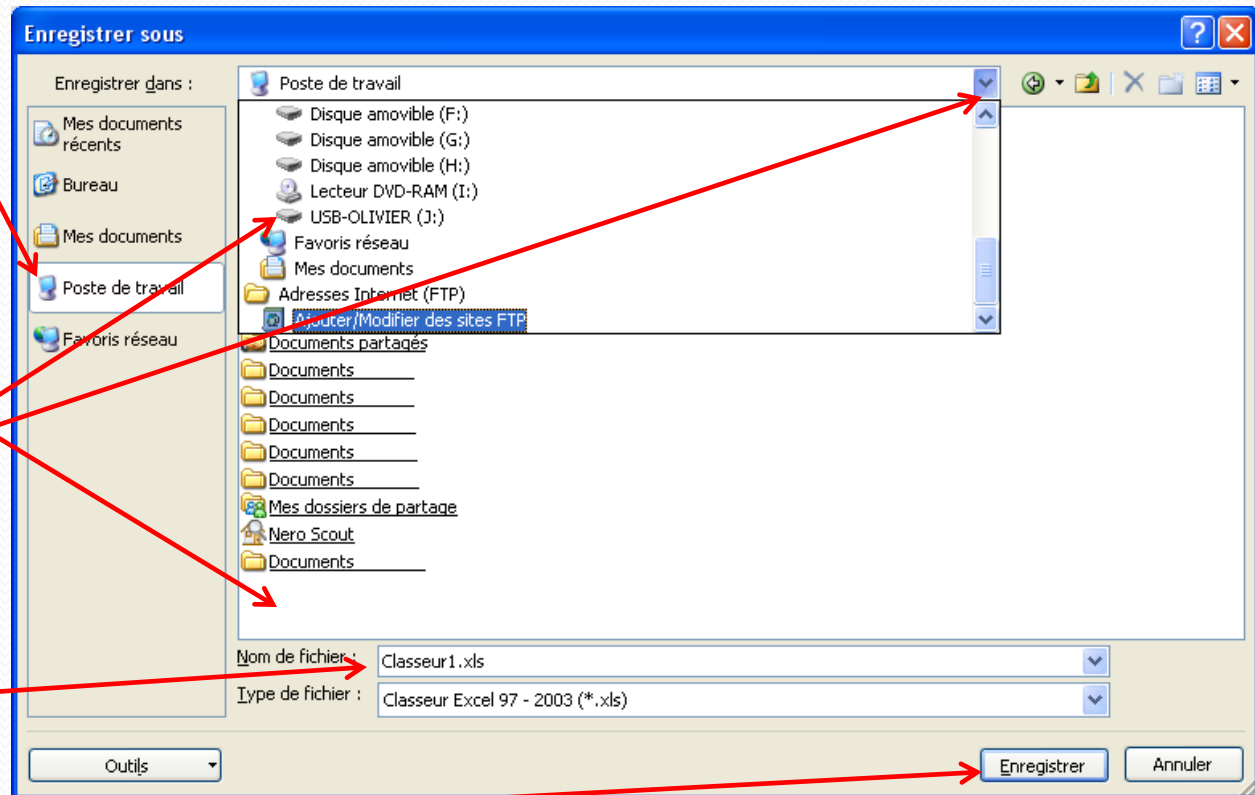 Enregistrer sous
Enregistrer dans :
Poste de travail
Mes documents
récents
Bureau
Mes documents
Poste de travail
Favoris réseau
Disque amovible (F:)
Disque amovible (G:)
Disque amovible (H:)
Lecteur DVD-RAM (I:)
USB-OLIVIER (J:)
Favoris réseau
Mes documents
Adresses Internet (FTP)
Ajouter/Modifier des sites FTP
Documents partagés
Documents
Documents
Documents
Documents
Documents
Mes dossiers de partage
Nero Scout
Documents
Nom de fichier :
Classeur1.xls
Type de fichier :
Classeur Excel 97 - 2003 (*.xls)
Outils
Enregistrer
Annuler